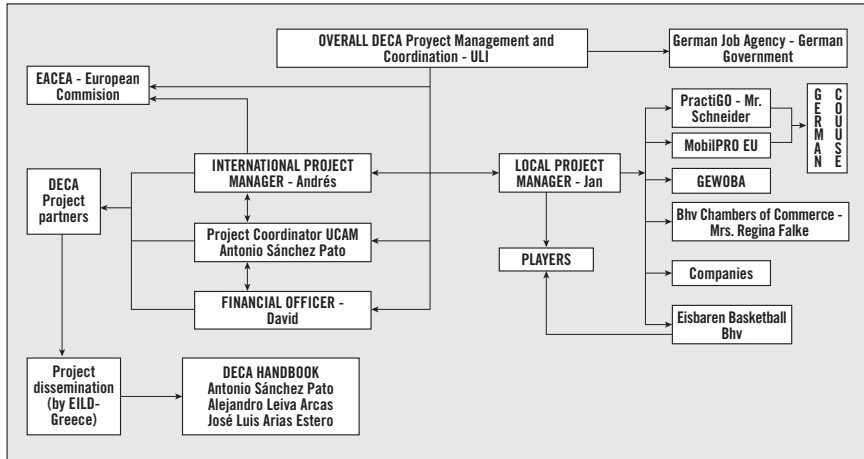 OVERALL DECA Proyect Management and
Coordination - ULI
German Job Agency - German
Government
EACEA - European
Commision
PractiGO - Mr.
Schneider
MobilPRO EU
GERMAN
COUUSE
INTERNATIONAL PROJECT
MANAGER - Andrés
LOCAL PROJECT
MANAGER - Jan
GEWOBA
DECA
Project
partners
Bhv Chambers of Commerce -
Mrs. Regina Falke
Project Coordinator UCAM
Antonio Sánchez Pato
PLAYERS
Companies
FINANCIAL OFFICER -
David
Eisbaren Basketball
Bhv
Project
dissemination
(by EILD-
Greece)
DECA HANDBOOK
Antonio Sánchez Pato
Alejandro Leiva Arcas
José Luis Arias Estero